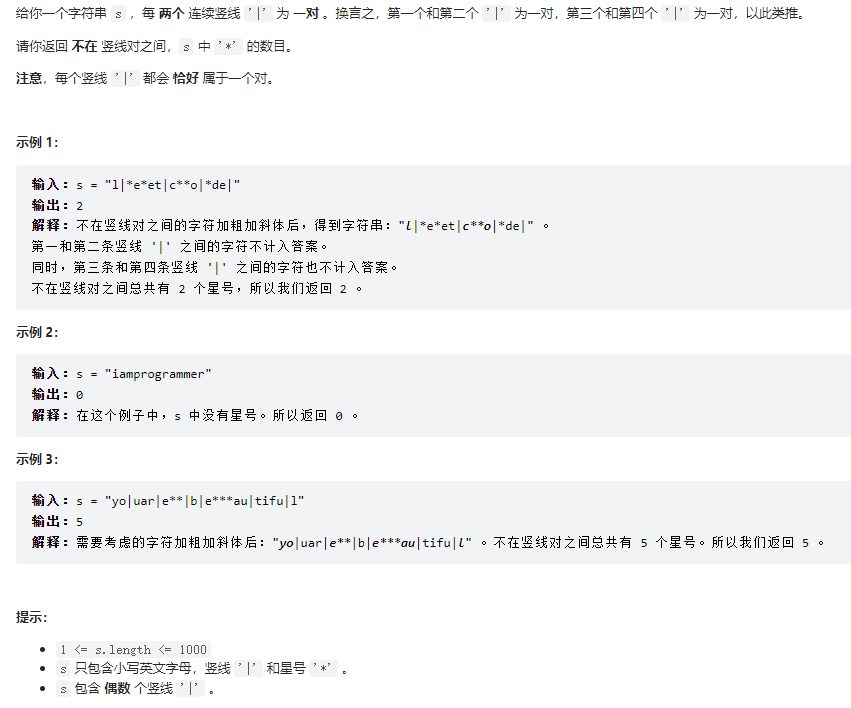 给你一个字符串 s ，每 两个 连续竖线 '|' 为 一对 。换言之，第一个和第二个 '|' 为一对，第三个和第四个 '|' 为一对，以此类推。
请你返回 不在 竖线对之间，s 中 '*' 的数目。
注意，每个竖线 '|' 都会 恰好 属于一个对。
示例 1：
输入：s = "l|*e*et|c**o|*de|"
输出：2
解释：不在竖线对之间的字符加粗加斜体后，得到字符串："l|*e*et|c**o|*de|" 。
第一和第二条竖线 '|' 之间的字符不计入答案。
同时，第三条和第四条竖线 '|' 之间的字符也不计入答案。
不在竖线对之间总共有 2 个星号，所以我们返回 2 。
示例 2：
输入：s = "iamprogrammer"
输出：0
解释：在这个例子中，s 中没有星号。所以返回 0 。
示例 3：
输入：s = "yo|uar|e**|b|e***au|tifu|l"
输出：5
解释：需要考虑的字符加粗加斜体后："yo|uar|e**|b|e***au|tifu|l" 。不在竖线对之间总共有 5 个星号。所以我们返回 5 。
提示：
1 <= s.length <= 1000
s 只包含小写英文字母，竖线 '|' 和星号 '*' 。
s 包含 偶数 个竖线 '|' 。